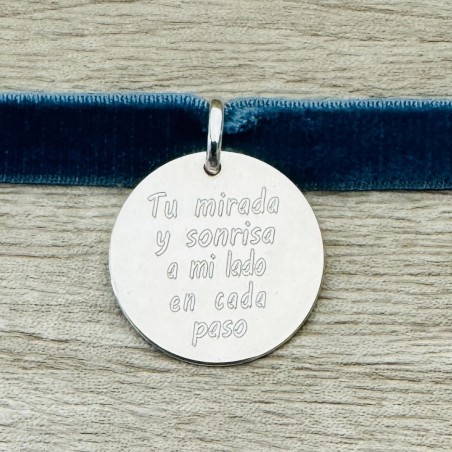 Tu mirada
y sonrisa
a mi lado
en cada
paso